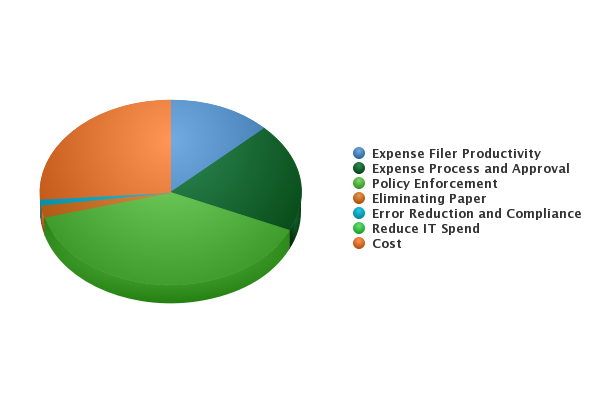 Expense Filer Productivity
Expense Process and Approval
Policy Enforcement
Eliminating Paper
Error Reduction and Compliance
Reduce IT Spend
Cost